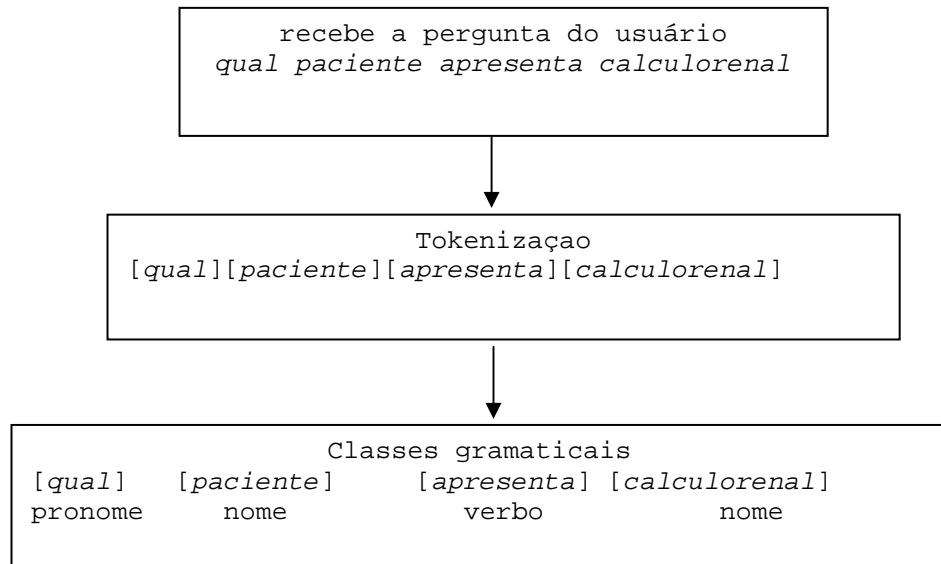 recebe a pergunta do usuário
qual paciente apresenta calculorenal
Tokenizaçao
[qual][paciente][apresenta][calculorenal]
Classes gramaticais
[qual] [paciente] [apresenta] [calculorenal]
pronome nome verbo nome